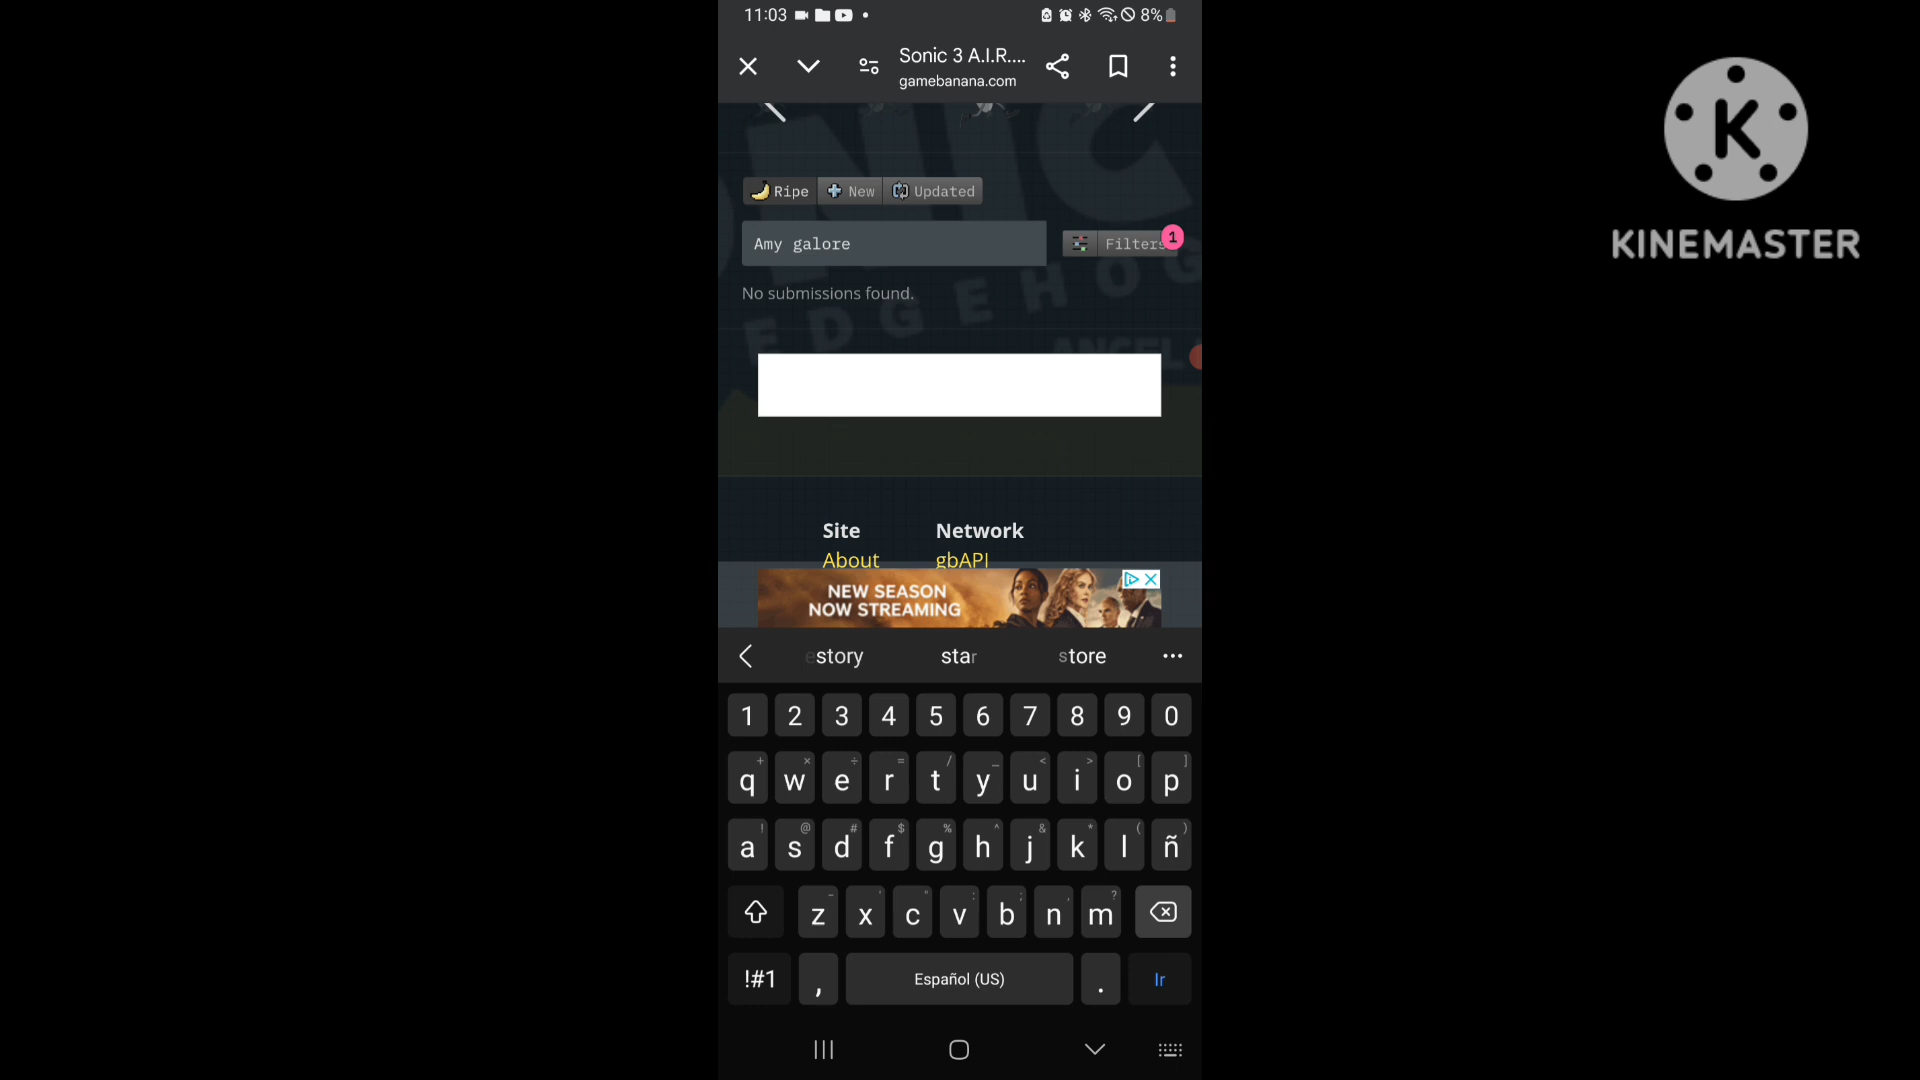 11:03 8%
Sonic 3 A.I.R....
gamebanana.com
Ripe New Updated
Amy galore
Filters 1
No submissions found.
Site Network
About gbAPI
NEW SEASON
NOW STREAMING
estory star store
1 2 3 4 5 6 7 8 9 0
q w e r t y u i o p
a s d f g h j k l ñ
z x c v b n m
!#1 , Español (US) . Ir
K
KINEMASTER